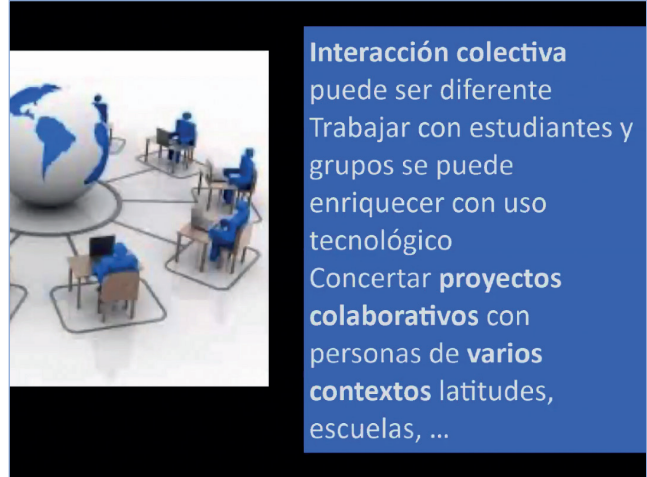 Interacción colectiva
puede ser diferente
Trabajar con estudiantes y
grupos se puede
enriquecer con uso
tecnológico
Concertar proyectos
colaborativos con
personas de varios
contextos latitudes,
escuelas, ...